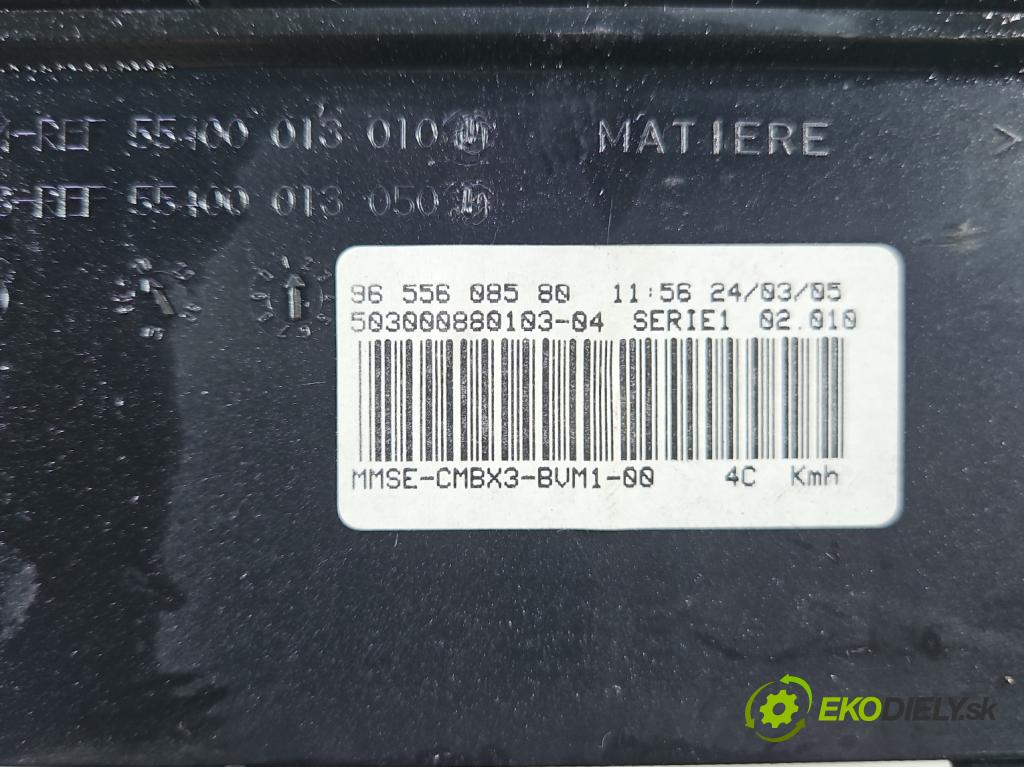 -REF 55400 013 010
MATIERE >
-REF 55400 013 050
96 556 085 80 11:56 24/03/05
503000880103-04 SERIE1 02.010
MMSE-CMBX3-BVM1-00 4C Kmh
EKODIELY.sk